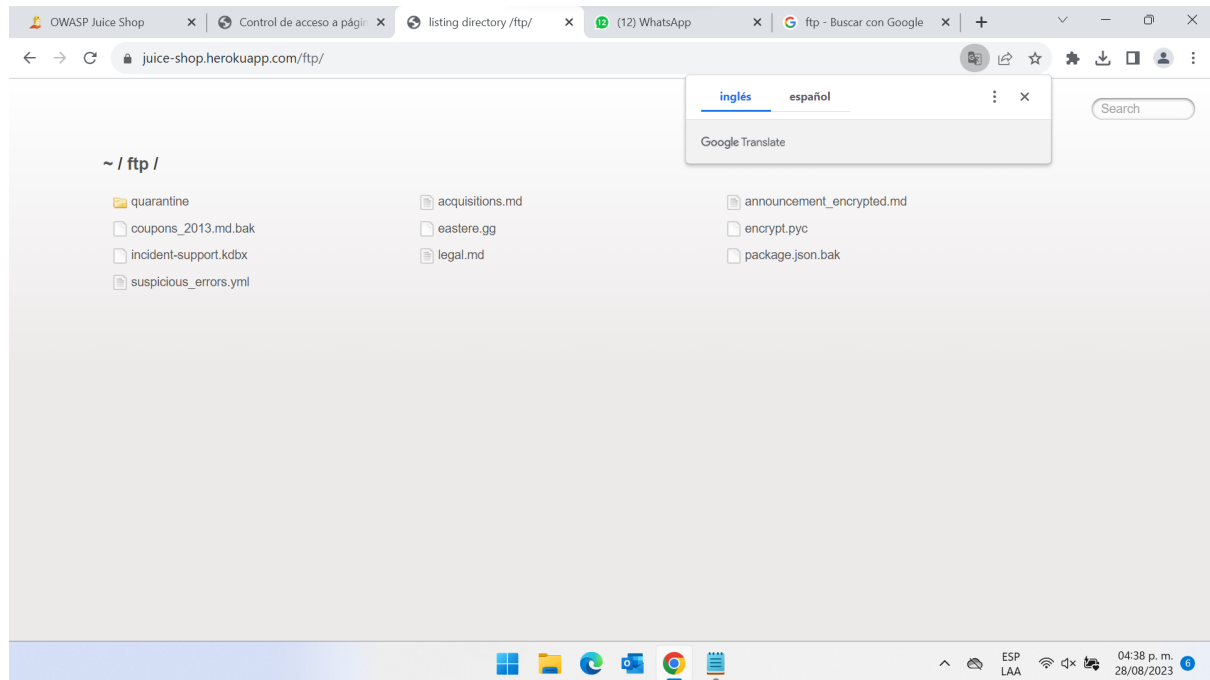 OWASP Juice Shop
Control de acceso a págin
listing directory /ftp/
12
(12) WhatsApp
G
ftp - Buscar con Google
juice-shop.herokuapp.com/ftp/
inglés español
Google Translate
Search
~ / ftp /
quarantine acquisitions.md announcement_encrypted.md
coupons_2013.md.bak eastere.gg encrypt.pyc
incident-support.kdbx legal.md package.json.bak
suspicious_errors.yml
ESP
LAA
04:38 p. m.
28/08/2023
6